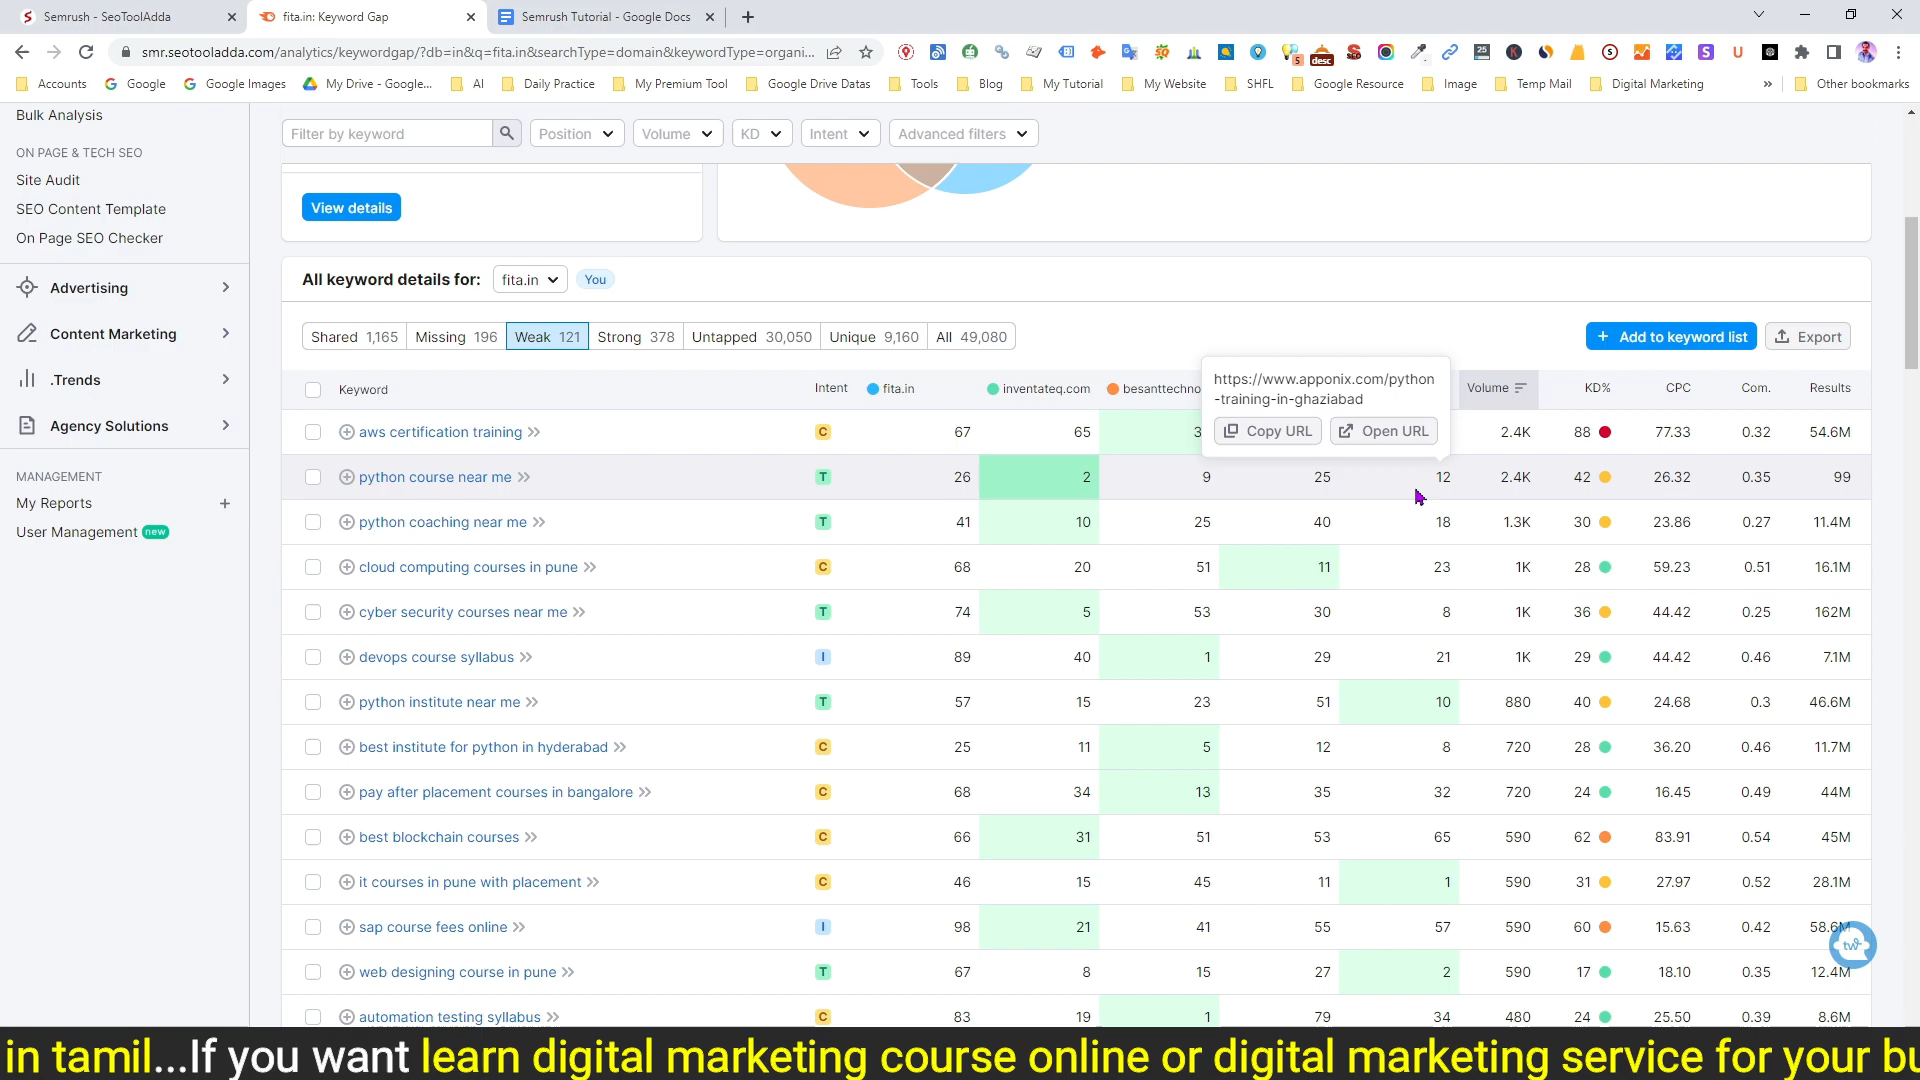 Semrush - SeoToolAdda
fita.in: Keyword Gap
Semrush Tutorial - Google Docs
smr.seotooladda.com/analytics/keywordgap/?db=in&q=fita.in&searchType=domain&keywordType=organi...
Accounts
Google
Google Images
My Drive - Google...
AI
Daily Practice
My Premium Tool
Google Drive Datas
Tools
Blog
My Tutorial
My Website
SHFL
Google Resource
Image
Temp Mail
Digital Marketing
»
Other bookmarks
Bulk Analysis
ON PAGE & TECH SEO
Site Audit
SEO Content Template
On Page SEO Checker
Advertising
Content Marketing
.Trends
Agency Solutions
MANAGEMENT
My Reports +
User Management new
Filter by keyword
Position
Volume
KD
Intent
Advanced filters
View details
All keyword details for: fita.in You
Shared 1,165 Missing 196 Weak 121 Strong 378 Untapped 30,050 Unique 9,160 All 49,080
+ Add to keyword list
Export
https://www.apponix.com/python
-training-in-ghaziabad
Copy URL
Open URL
Keyword Intent fita.in inventateq.com besanttechno Volume KD% CPC Com. Results
aws certification training C 67 65 3 2.4K 88 77.33 0.32 54.6M
python course near me T 26 2 9 25 12 2.4K 42 26.32 0.35 99
python coaching near me T 41 10 25 40 18 1.3K 30 23.86 0.27 11.4M
cloud computing courses in pune C 68 20 51 11 23 1K 28 59.23 0.51 16.1M
cyber security courses near me T 74 5 53 30 8 1K 36 44.42 0.25 162M
devops course syllabus I 89 40 1 29 21 1K 29 44.42 0.46 7.1M
python institute near me T 57 15 23 51 10 880 40 24.68 0.3 46.6M
best institute for python in hyderabad C 25 11 5 12 8 720 28 36.20 0.46 11.7M
pay after placement courses in bangalore C 68 34 13 35 32 720 24 16.45 0.49 44M
best blockchain courses C 66 31 51 53 65 590 62 83.91 0.54 45M
it courses in pune with placement C 46 15 45 11 1 590 31 27.97 0.52 28.1M
sap course fees online I 98 21 41 55 57 590 60 15.63 0.42 58.6M
web designing course in pune T 67 8 15 27 2 590 17 18.10 0.35 12.4M
automation testing syllabus C 83 19 1 79 34 480 24 25.50 0.39 8.6M
in tamil...If you want learn digital marketing course online or digital marketing service for your bu